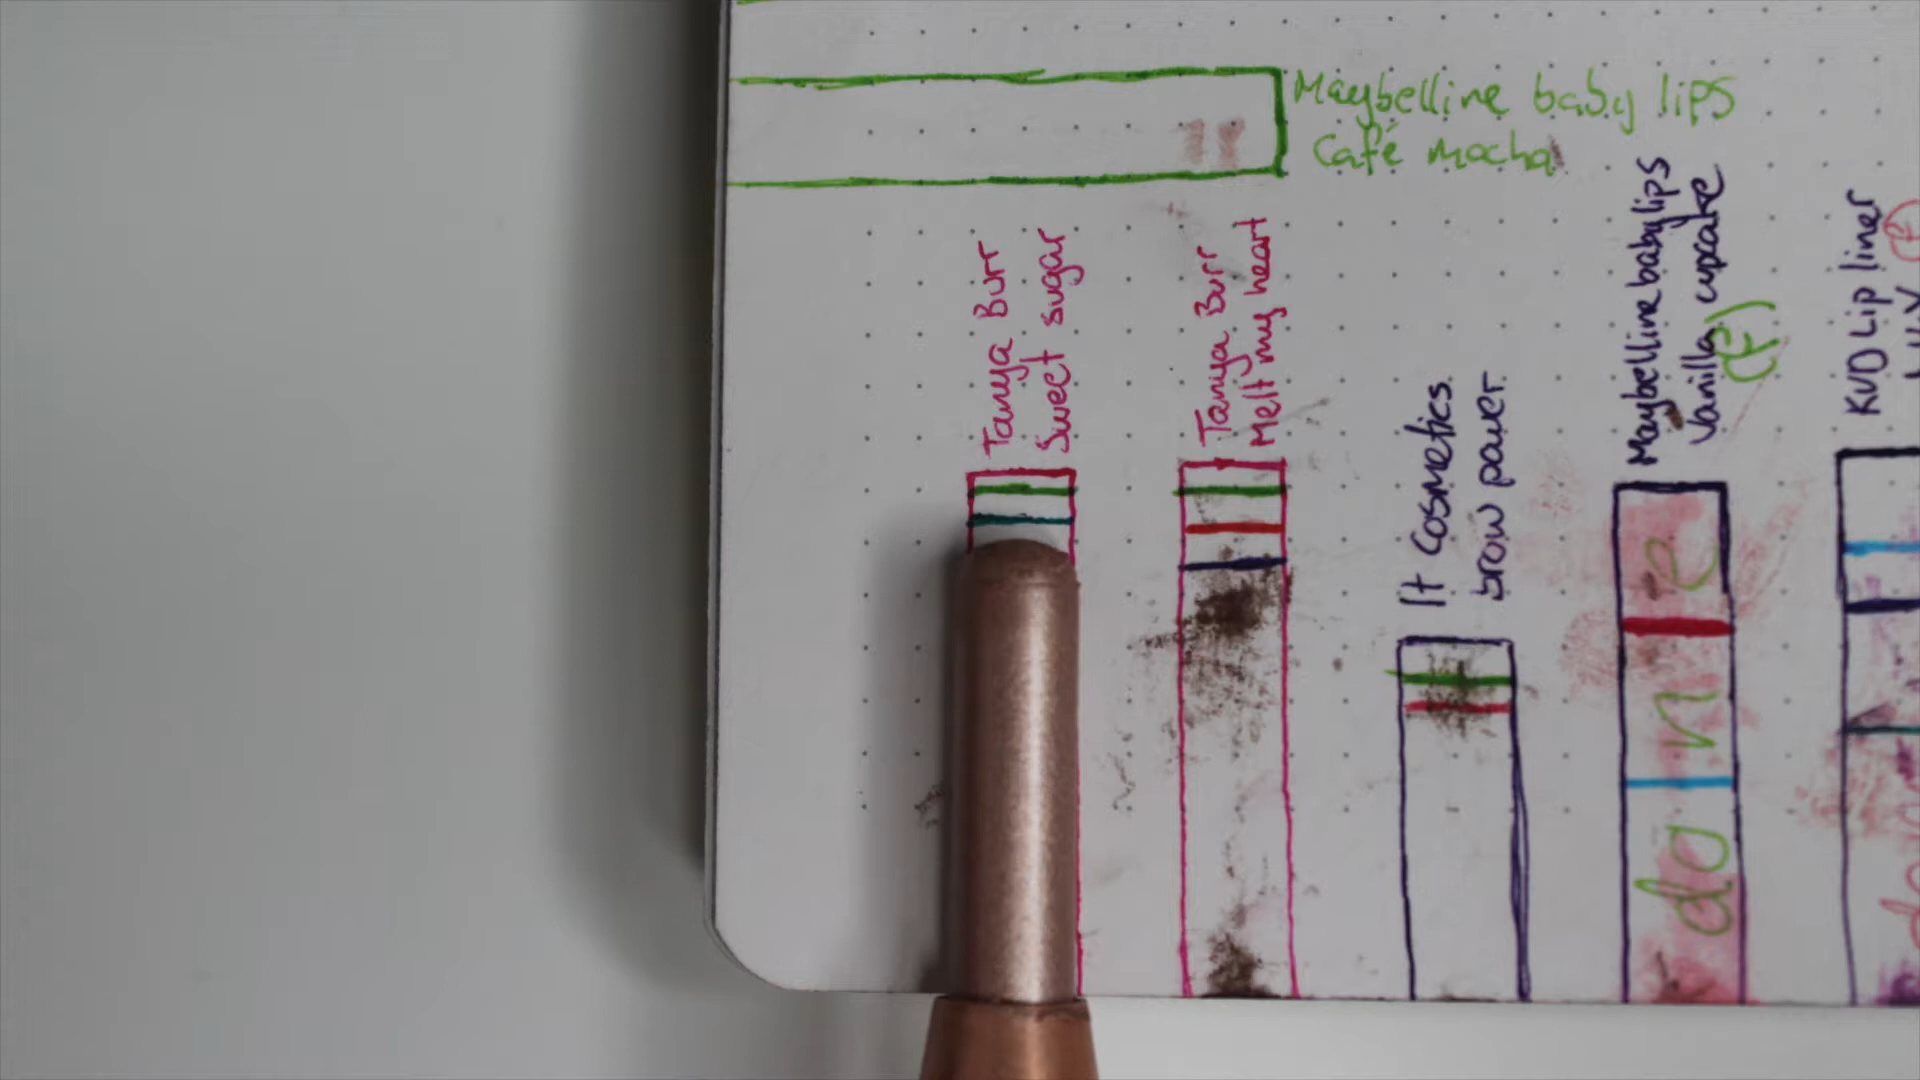 Maybelline baby lips
Café mocha
Tanya Burr
Sweet sugar
Tanya Burr
Melt my heart
It Cosmetics
brow power
Maybelline baby lips
Vanilla cupcake
(F)
done
KVD Lip liner